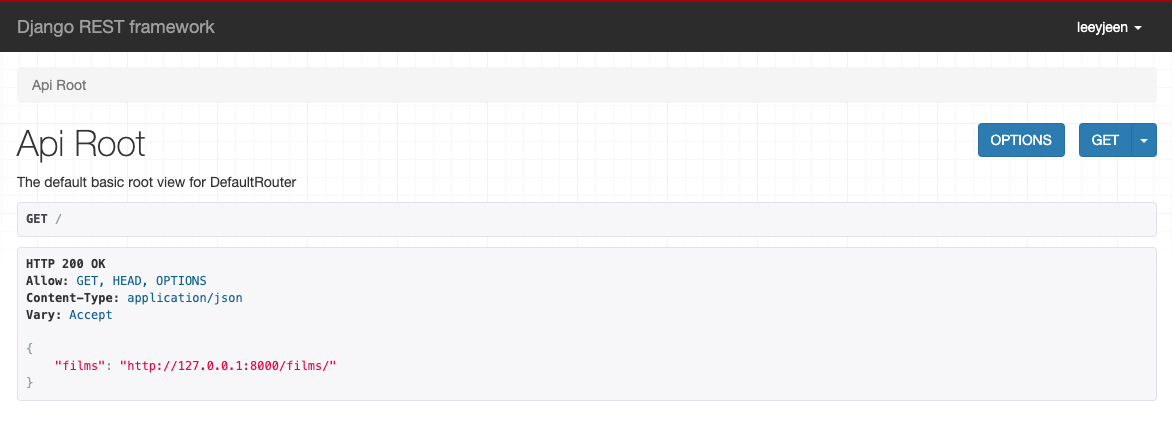 Django REST framework
leeyjeen
Api Root
Api Root
OPTIONS
GET
The default basic root view for DefaultRouter
GET /
HTTP 200 OK
Allow: GET, HEAD, OPTIONS
Content-Type: application/json
Vary: Accept
{
    "films": "http://127.0.0.1:8000/films/"
}